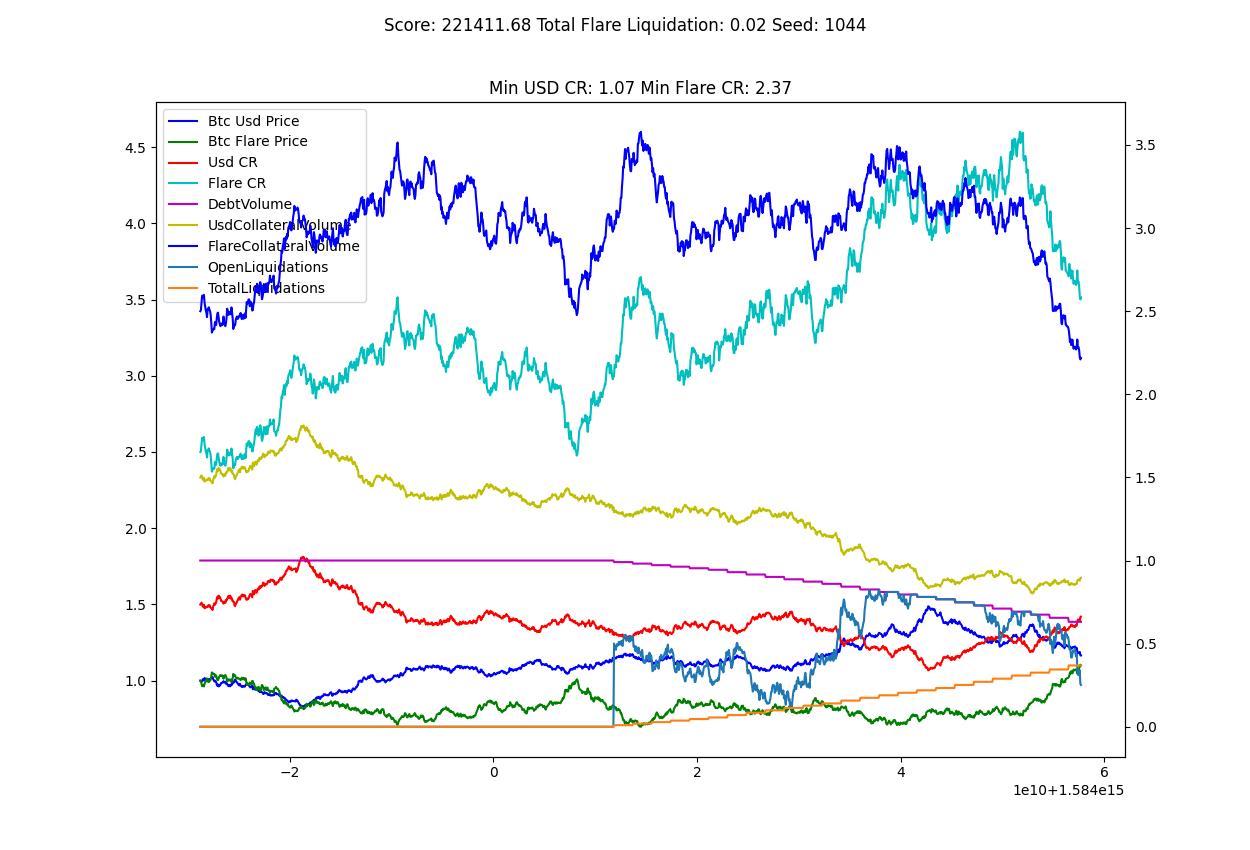 Score: 221411.68 Total Flare Liquidation: 0.02 Seed: 1044
Min USD CR: 1.07 Min Flare CR: 2.37
Btc Usd Price
Btc Flare Price
Usd CR
Flare CR
DebtVolume
UsdCollateralVolume
FlareCollateralVolume
OpenLiquidations
TotalLiquidations
4.5
4.0
3.5
3.0
2.5
2.0
1.5
1.0
3.5
3.0
2.5
2.0
1.5
1.0
0.5
0.0
−2 0 2 4 6
1e10+1.584e15